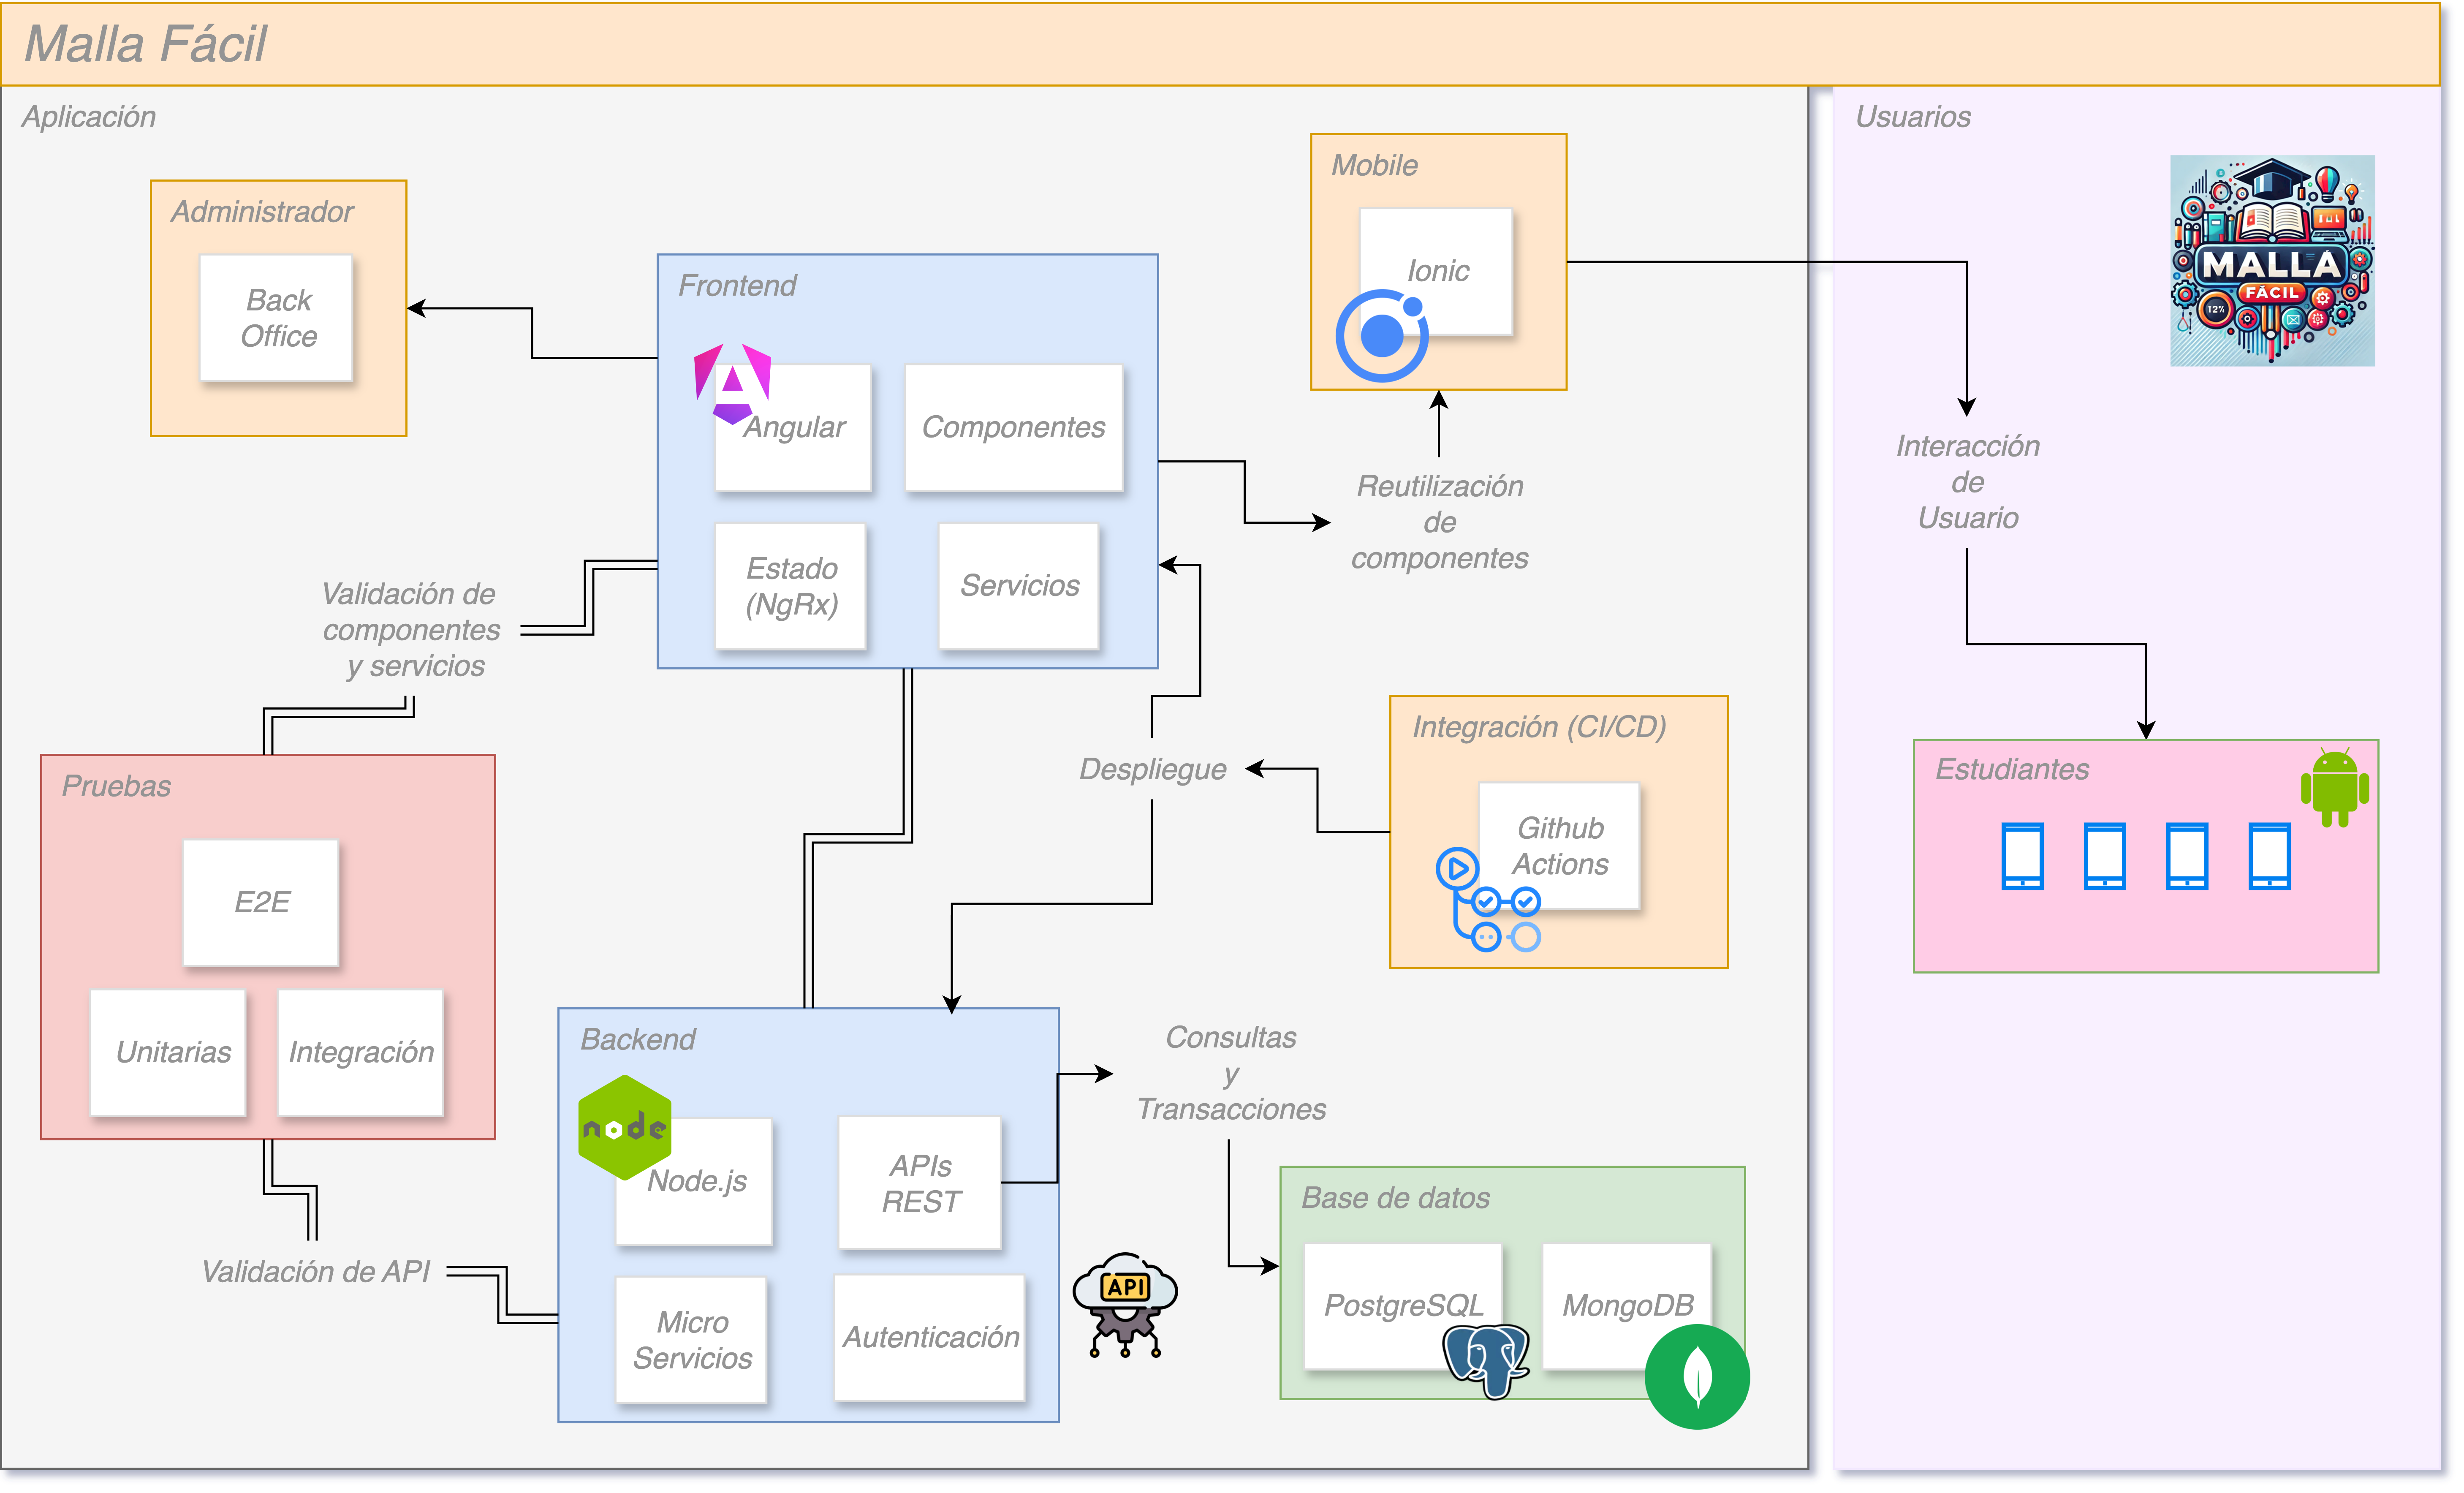 Malla Fácil
Aplicación
Usuarios
Administrador
Back
Office
Frontend
Angular
Componentes
Estado
(NgRx)
Servicios
Mobile
Ionic
Reutilización
de
componentes
MALLA
FÁCIL
12%
Interacción
de
Usuario
Validación de
componentes
y servicios
Pruebas
E2E
Unitarias
Integración
Despliegue
Integración (CI/CD)
Github
Actions
Estudiantes
Backend
node
Node.js
APIs
REST
Micro
Servicios
Autenticación
Validación de API
Consultas
y
Transacciones
API
Base de datos
PostgreSQL
MongoDB